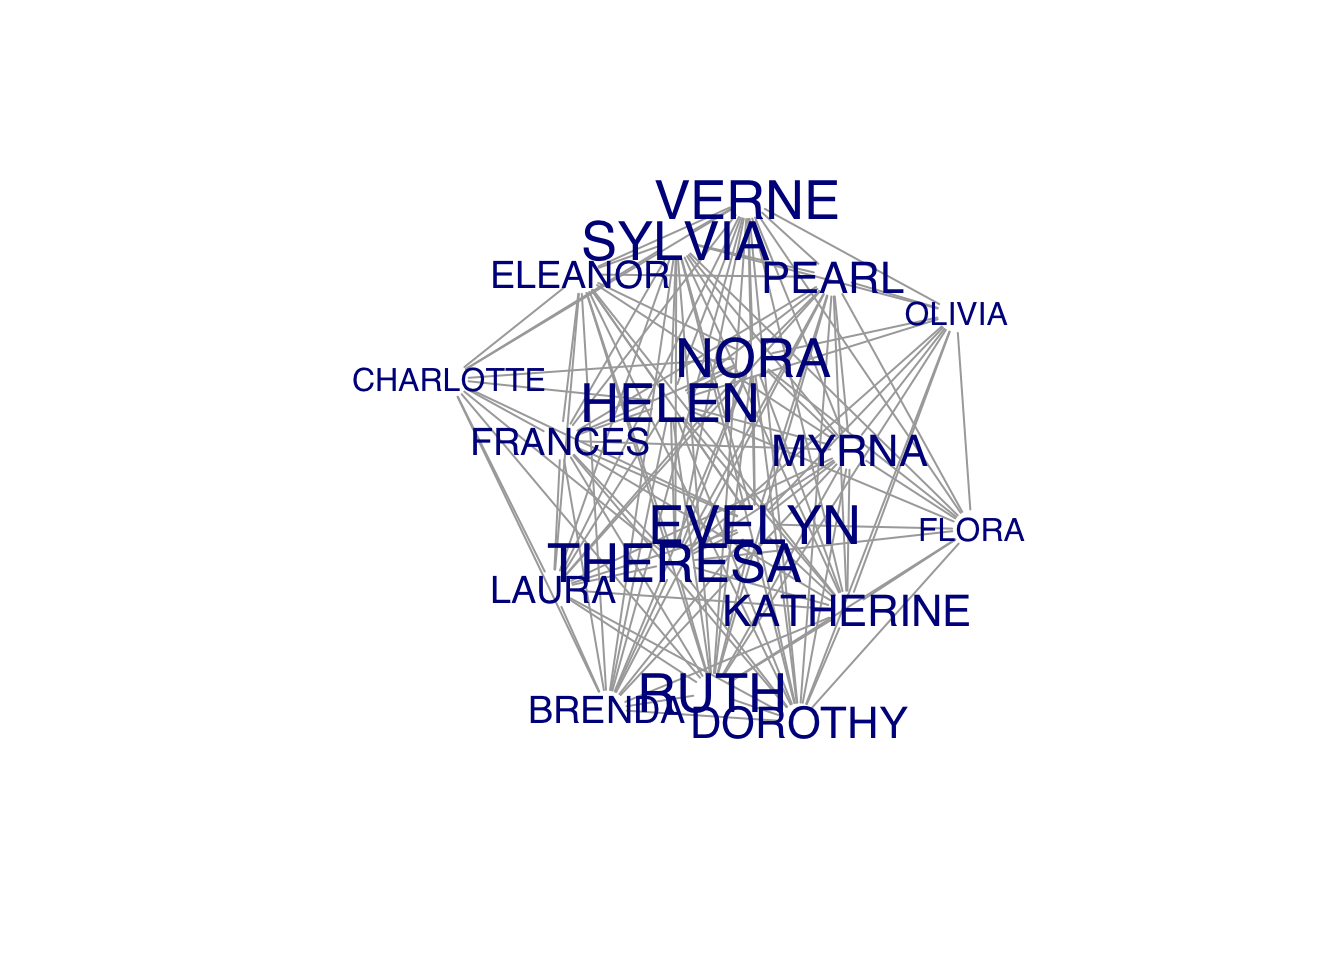 VERNE
SYLVIA
ELEANOR
PEARL
OLIVIA
NORA
CHARLOTTE
HELEN
FRANCES
MYRNA
EVELYN
FLORA
THERESA
LAURA
KATHERINE
RUTH
BRENDA
DOROTHY